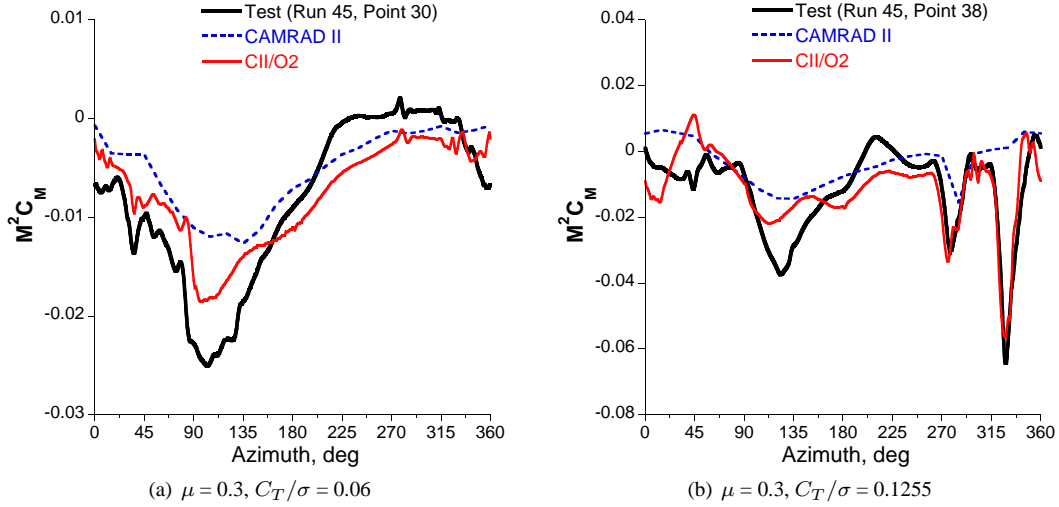 Test (Run 45, Point 30)
CAMRAD II
CII/O2
0.01
0
-0.01
-0.02
-0.03
M²C_M
0 45 90 135 180 225 270 315 360
Azimuth, deg
(a) μ = 0.3, C_T/σ = 0.06
Test (Run 45, Point 38)
CAMRAD II
CII/O2
0.04
0.02
0
-0.02
-0.04
-0.06
-0.08
M²C_M
0 45 90 135 180 225 270 315 360
Azimuth, deg
(b) μ = 0.3, C_T/σ = 0.1255